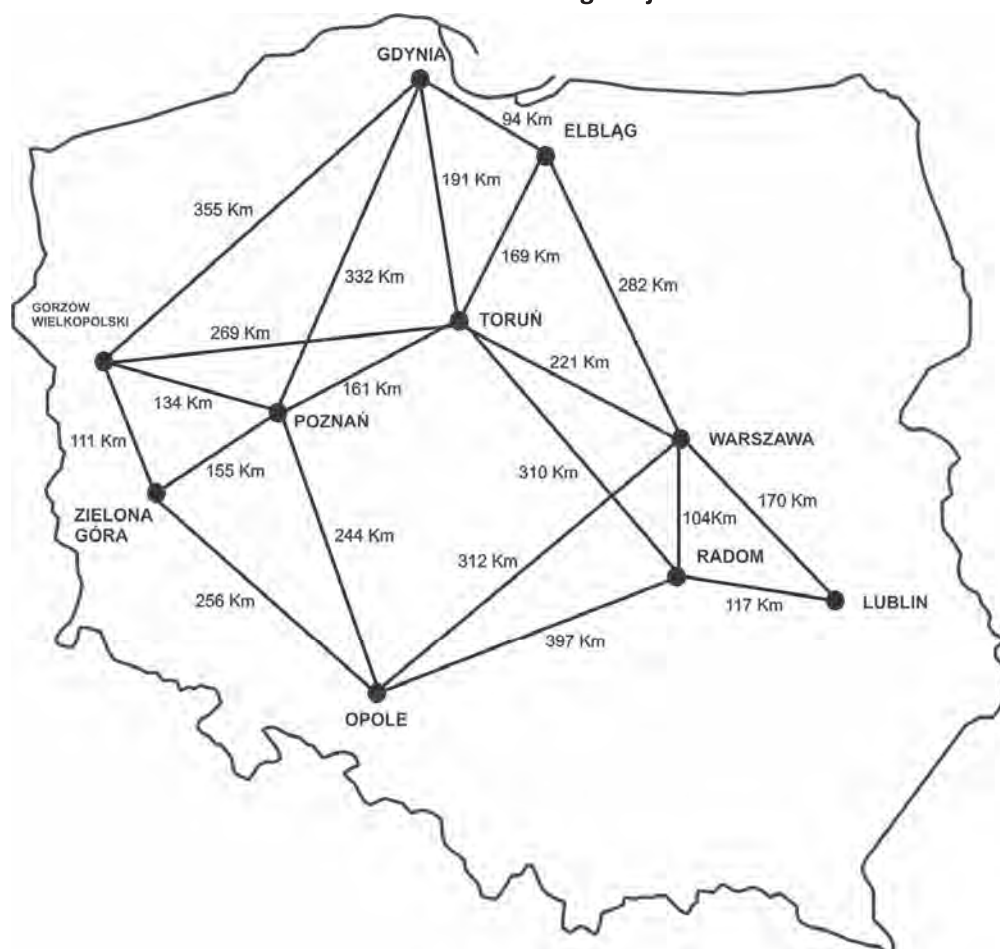 GDYNIA
94 Km
ELBLĄG
191 Km
355 Km
169 Km
332 Km
282 Km
GORZÓW
WIELKOPOLSKI
269 Km
TORUŃ
221 Km
161 Km
134 Km
POZNAŃ
WARSZAWA
111 Km
155 Km
310 Km
170 Km
ZIELONA
GÓRA
104Km
244 Km
312 Km
RADOM
256 Km
117 Km
LUBLIN
397 Km
OPOLE